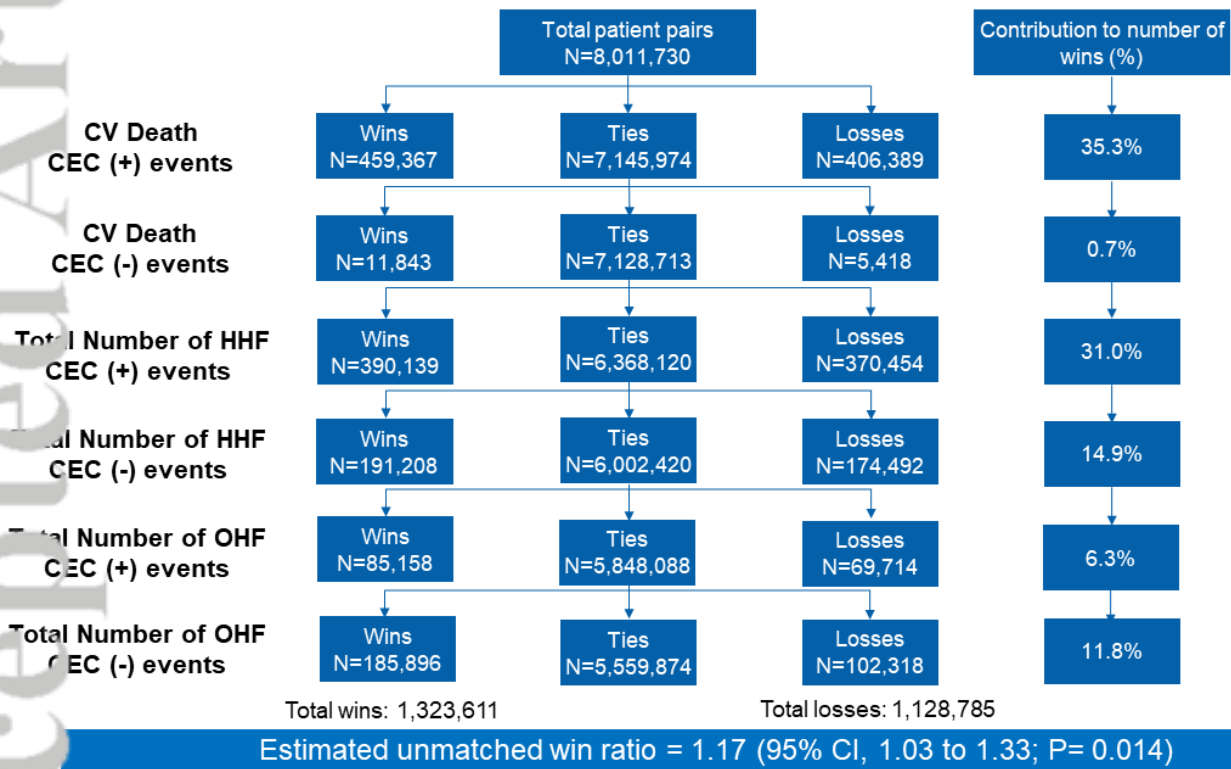 Total patient pairs
N=8,011,730
Contribution to number of
wins (%)
CV Death
CEC (+) events
Wins
N=459,367
Ties
N=7,145,974
Losses
N=406,389
35.3%
CV Death
CEC (-) events
Wins
N=11,843
Ties
N=7,128,713
Losses
N=5,418
0.7%
Total Number of HHF
CEC (+) events
Wins
N=390,139
Ties
N=6,368,120
Losses
N=370,454
31.0%
Total Number of HHF
CEC (-) events
Wins
N=191,208
Ties
N=6,002,420
Losses
N=174,492
14.9%
Total Number of OHF
CEC (+) events
Wins
N=85,158
Ties
N=5,848,088
Losses
N=69,714
6.3%
Total Number of OHF
CEC (-) events
Wins
N=185,896
Ties
N=5,559,874
Losses
N=102,318
11.8%
Total wins: 1,323,611
Total losses: 1,128,785
Estimated unmatched win ratio = 1.17 (95% CI, 1.03 to 1.33; P= 0.014)